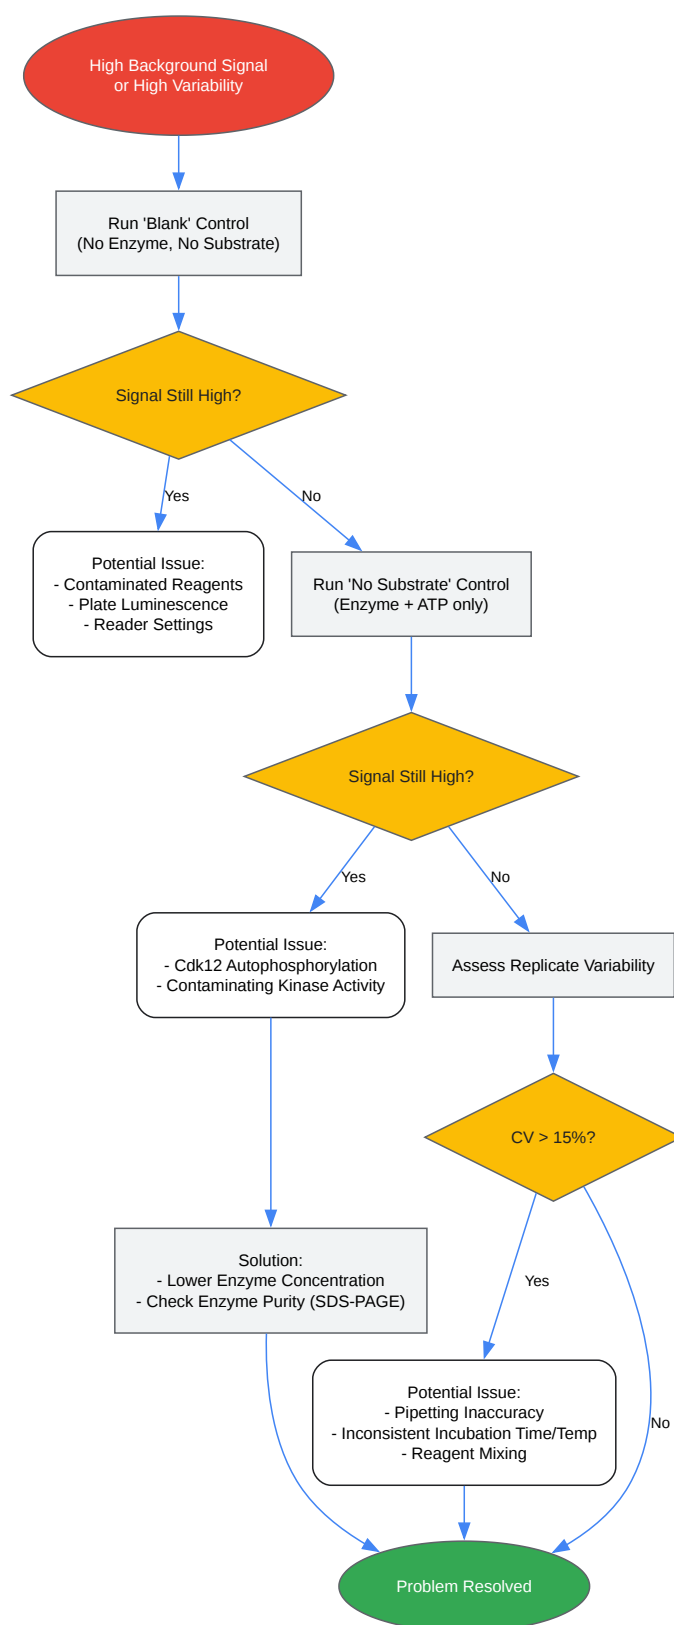 High Background Signal
or High Variability
Run 'Blank' Control
(No Enzyme, No Substrate)
Signal Still High?
Yes
No
Potential Issue:
- Contaminated Reagents
- Plate Luminescence
- Reader Settings
Run 'No Substrate' Control
(Enzyme + ATP only)
Signal Still High?
Yes
No
Potential Issue:
- Cdk12 Autophosphorylation
- Contaminating Kinase Activity
Assess Replicate Variability
CV > 15%?
Solution:
- Lower Enzyme Concentration
- Check Enzyme Purity (SDS-PAGE)
Yes
Potential Issue:
- Pipetting Inaccuracy
- Inconsistent Incubation Time/Temp
- Reagent Mixing
No
Problem Resolved